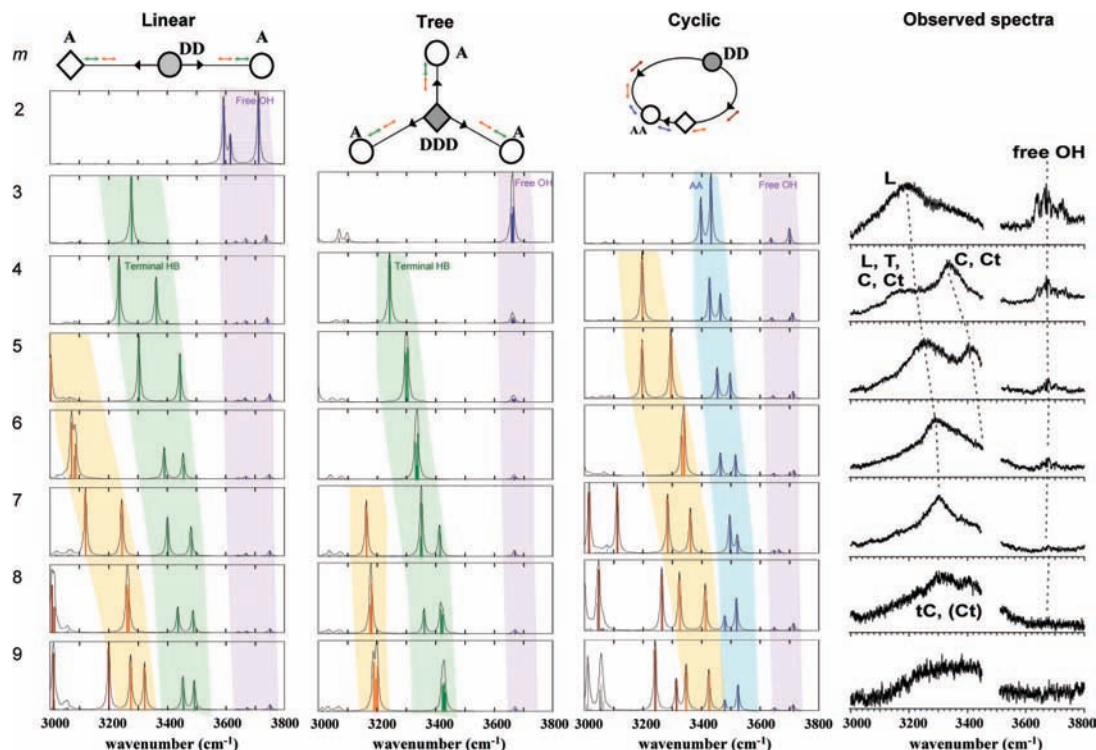 Linear
Tree
Cyclic
Observed spectra
m
A
DD
A
A
A
DDD
A
DD
AA
2
Free OH
3
Free OH
AA
Free OH
L
free OH
4
Terminal HB
Terminal HB
L, T,
C, Ct
C, Ct
5
6
7
8
tC, (Ct)
9
3000 3200 3400 3600 3800
3000 3200 3400 3600 3800
3000 3200 3400 3600 3800
3000 3200 3400 3600 3800
wavenumber (cm⁻¹)
wavenumber (cm⁻¹)
wavenumber (cm⁻¹)
wavenumber (cm⁻¹)